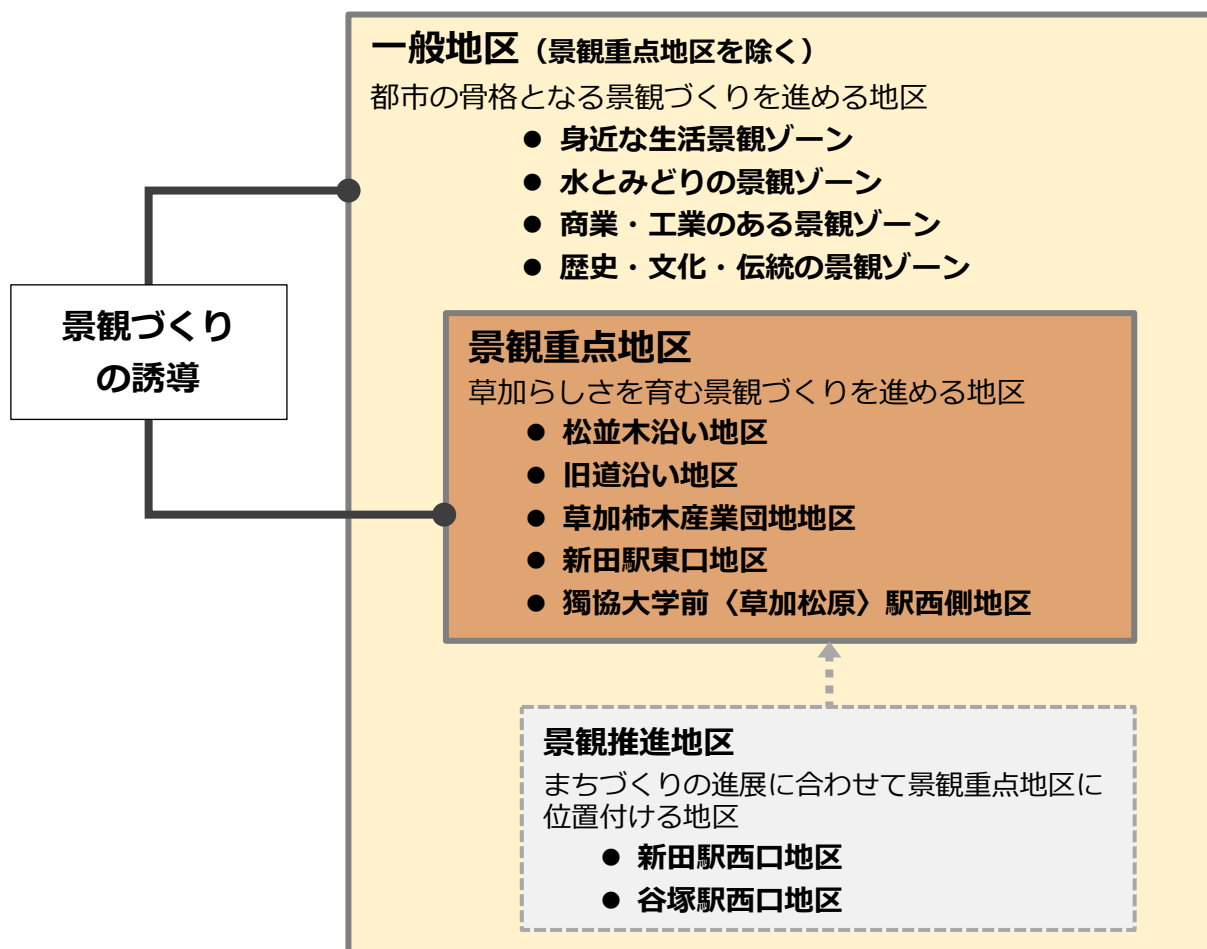 一般地区（景観重点地区を除く）
都市の骨格となる景観づくりを進める地区
● 身近な生活景観ゾーン
● 水とみどりの景観ゾーン
● 商業・工業のある景観ゾーン
● 歴史・文化・伝統の景観ゾーン
景観づくり
の誘導
景観重点地区
草加らしさを育む景観づくりを進める地区
● 松並木沿い地区
● 旧道沿い地区
● 草加柿木産業団地地区
● 新田駅東口地区
● 獨協大学前〈草加松原〉駅西側地区
景観推進地区
まちづくりの進展に合わせて景観重点地区に
位置付ける地区
● 新田駅西口地区
● 谷塚駅西口地区